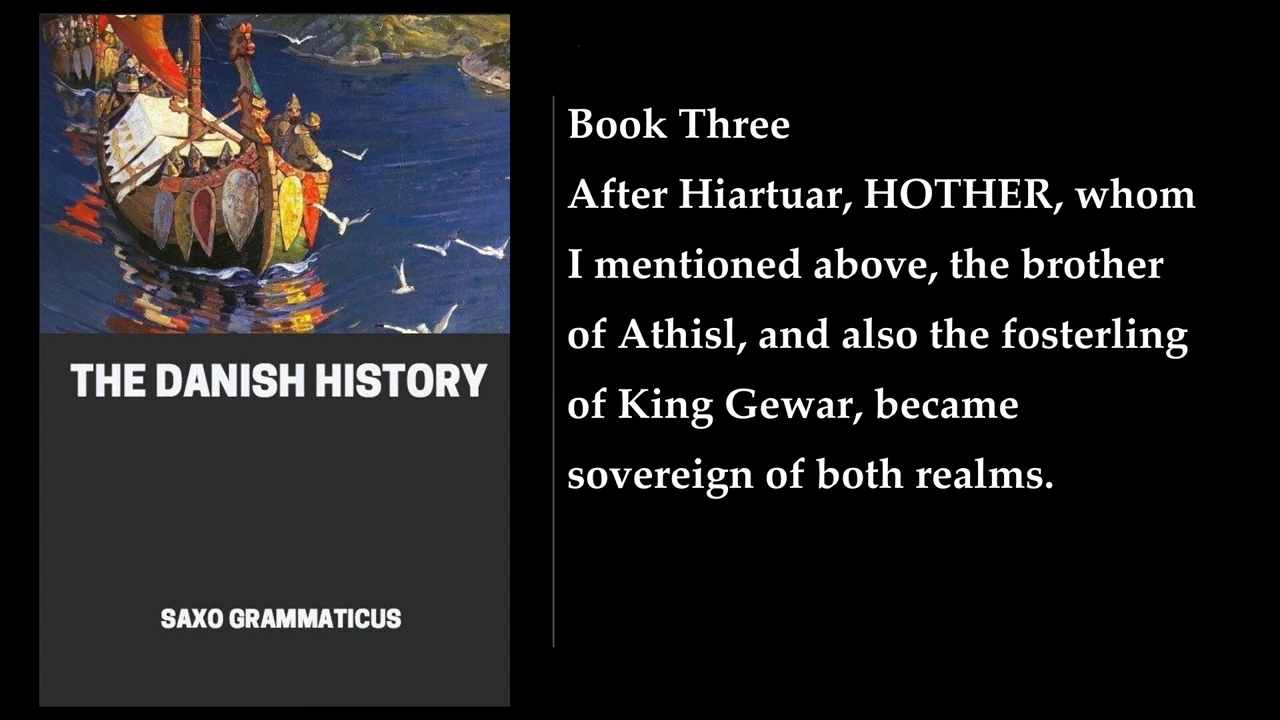 THE DANISH HISTORY
SAXO GRAMMATICUS
Book Three
After Hiartuar, HOTHER, whom
I mentioned above, the brother
of Athisl, and also the fosterling
of King Gewar, became
sovereign of both realms.